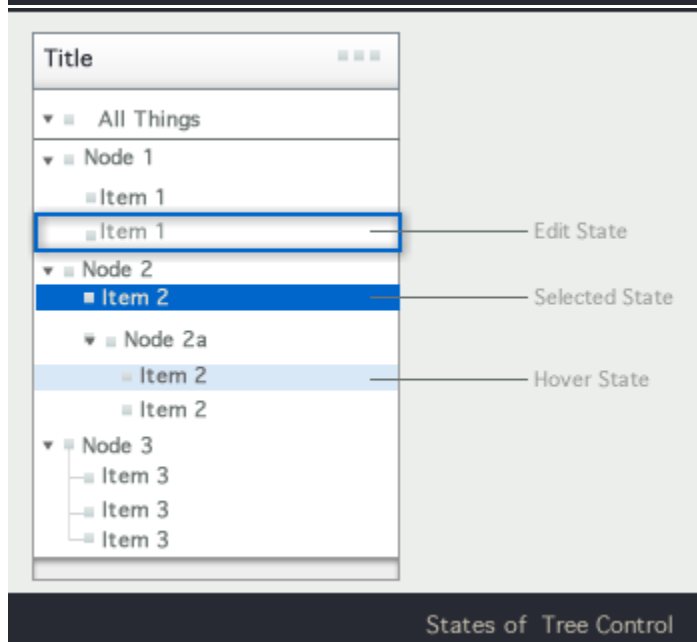 Title
All Things
Node 1
Item 1
Item 1
Edit State
Node 2
Item 2
Selected State
Node 2a
Item 2
Hover State
Item 2
Node 3
Item 3
Item 3
Item 3
States of Tree Control